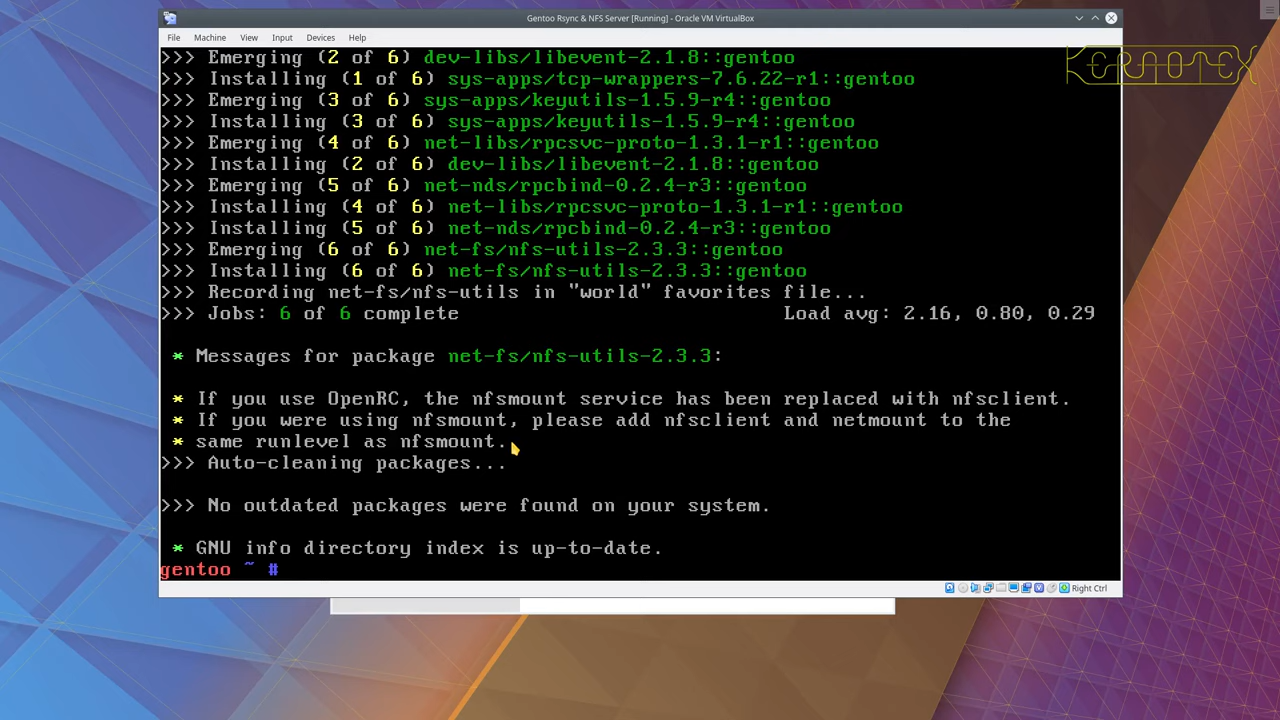 Gentoo Rsync & NFS Server [Running] - Oracle VM VirtualBox
File Machine View Input Devices Help
>>> Emerging (2 of 6) dev-libs/libevent-2.1.8::gentoo
>>> Installing (1 of 6) sys-apps/tcp-wrappers-7.6.22-r1::gentoo
>>> Emerging (3 of 6) sys-apps/keyutils-1.5.9-r4::gentoo
>>> Installing (3 of 6) sys-apps/keyutils-1.5.9-r4::gentoo
>>> Emerging (4 of 6) net-libs/rpcsvc-proto-1.3.1-r1::gentoo
>>> Installing (2 of 6) dev-libs/libevent-2.1.8::gentoo
>>> Emerging (5 of 6) net-nds/rpcbind-0.2.4-r3::gentoo
>>> Installing (4 of 6) net-libs/rpcsvc-proto-1.3.1-r1::gentoo
>>> Installing (5 of 6) net-nds/rpcbind-0.2.4-r3::gentoo
>>> Emerging (6 of 6) net-fs/nfs-utils-2.3.3::gentoo
>>> Installing (6 of 6) net-fs/nfs-utils-2.3.3::gentoo
>>> Recording net-fs/nfs-utils in "world" favorites file...
>>> Jobs: 6 of 6 complete Load avg: 2.16, 0.80, 0.29
* Messages for package net-fs/nfs-utils-2.3.3:
* If you use OpenRC, the nfsmount service has been replaced with nfsclient.
* If you were using nfsmount, please add nfsclient and netmount to the
* same runlevel as nfsmount.
>>> Auto-cleaning packages...
>>> No outdated packages were found on your system.
* GNU info directory index is up-to-date.
gentoo ~ #
Right Ctrl